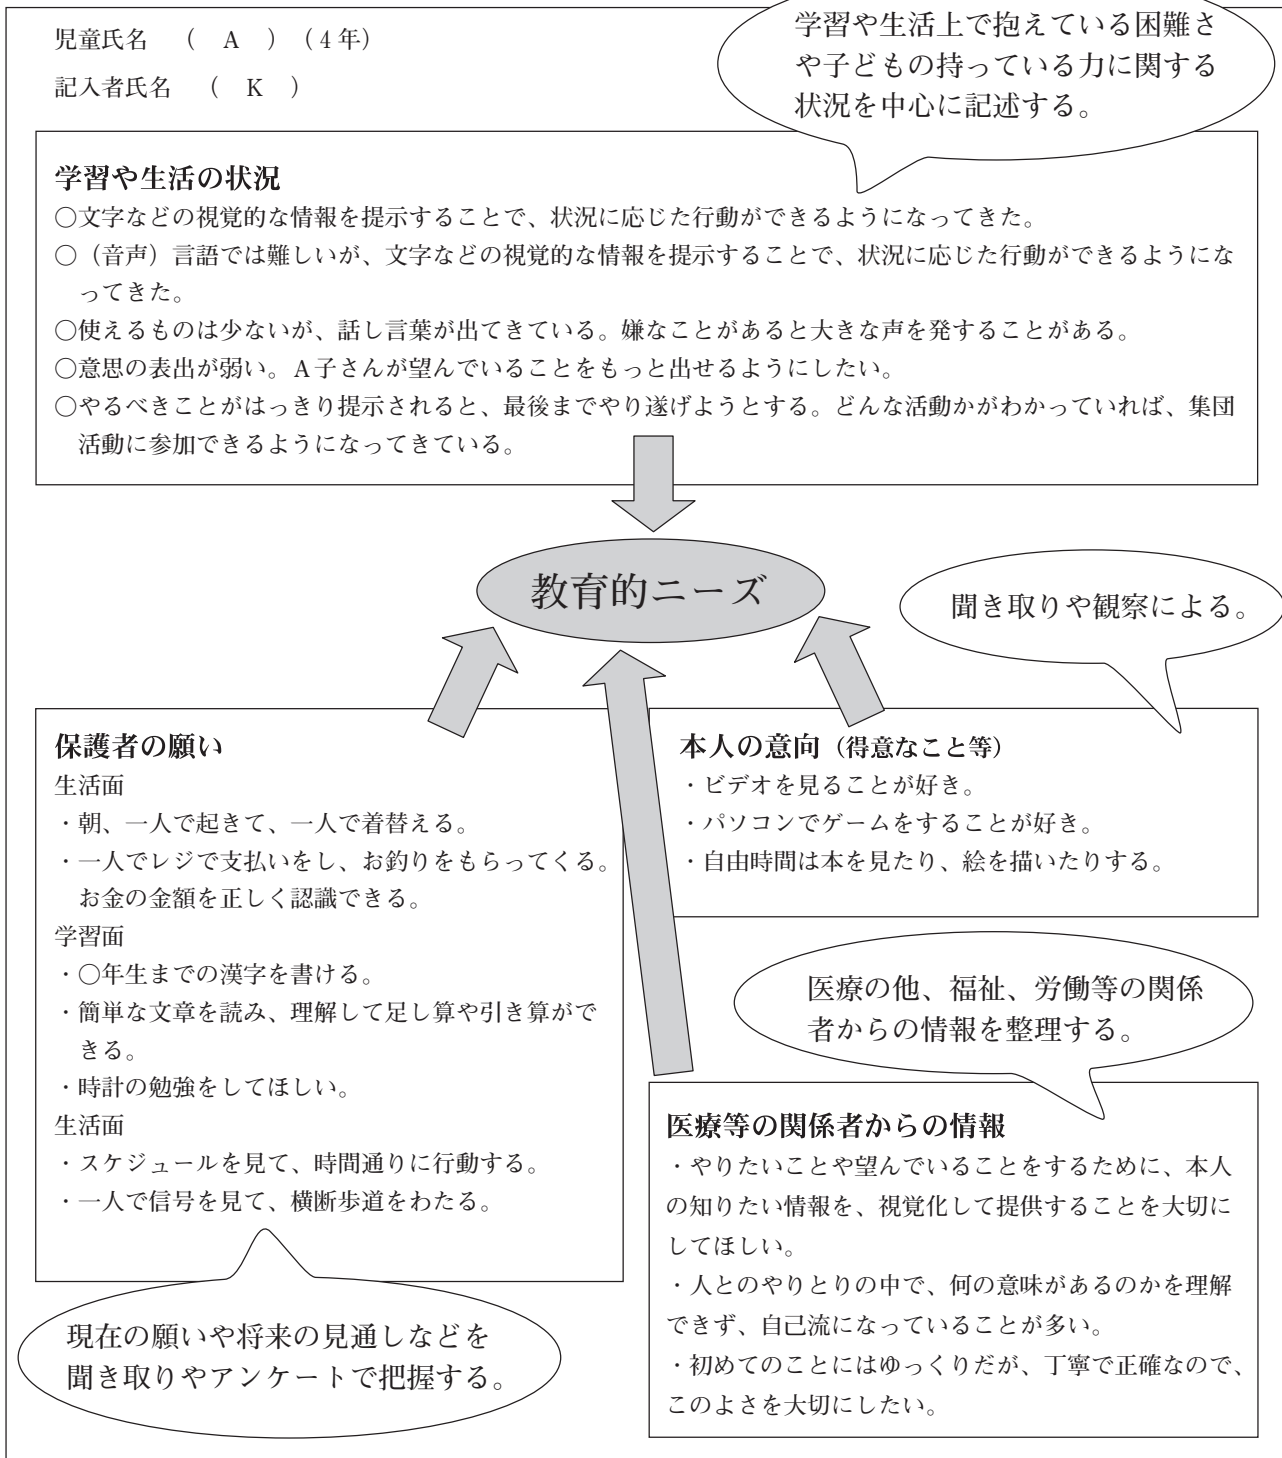 児童氏名 （ A ）（4年）
記入者氏名 （ K ）
学習や生活上で抱えている困難さ
や子どもの持っている力に関する
状況を中心に記述する。
学習や生活の状況
○文字などの視覚的な情報を提示することで、状況に応じた行動ができるようになってきた。
○（音声）言語では難しいが、文字などの視覚的な情報を提示することで、状況に応じた行動ができるようにな
ってきた。
○使えるものは少ないが、話し言葉が出てきている。嫌なことがあると大きな声を発することがある。
○意思の表出が弱い。A子さんが望んでいることをもっと出せるようにしたい。
○やるべきことがはっきり提示されると、最後までやり遂げようとする。どんな活動かがわかっていれば、集団
活動に参加できるようになってきている。
教育的ニーズ
聞き取りや観察による。
保護者の願い
生活面
・朝、一人で起きて、一人で着替える。
・一人でレジで支払いをし、お釣りをもらってくる。
お金の金額を正しく認識できる。
学習面
・○年生までの漢字を書ける。
・簡単な文章を読み、理解して足し算や引き算がで
きる。
・時計の勉強をしてほしい。
生活面
・スケジュールを見て、時間通りに行動する。
・一人で信号を見て、横断歩道をわたる。
現在の願いや将来の見通しなどを
聞き取りやアンケートで把握する。
本人の意向（得意なこと等）
・ビデオを見ることが好き。
・パソコンでゲームをすることが好き。
・自由時間は本を見たり、絵を描いたりする。
医療の他、福祉、労働等の関係
者からの情報を整理する。
医療等の関係者からの情報
・やりたいことや望んでいることをするために、本人
の知りたい情報を、視覚化して提供することを大切に
してほしい。
・人とのやりとりの中で、何の意味があるのかを理解
できず、自己流になっていることが多い。
・初めてのことにはゆっくりだが、丁寧で正確なので、
このよさを大切にしたい。